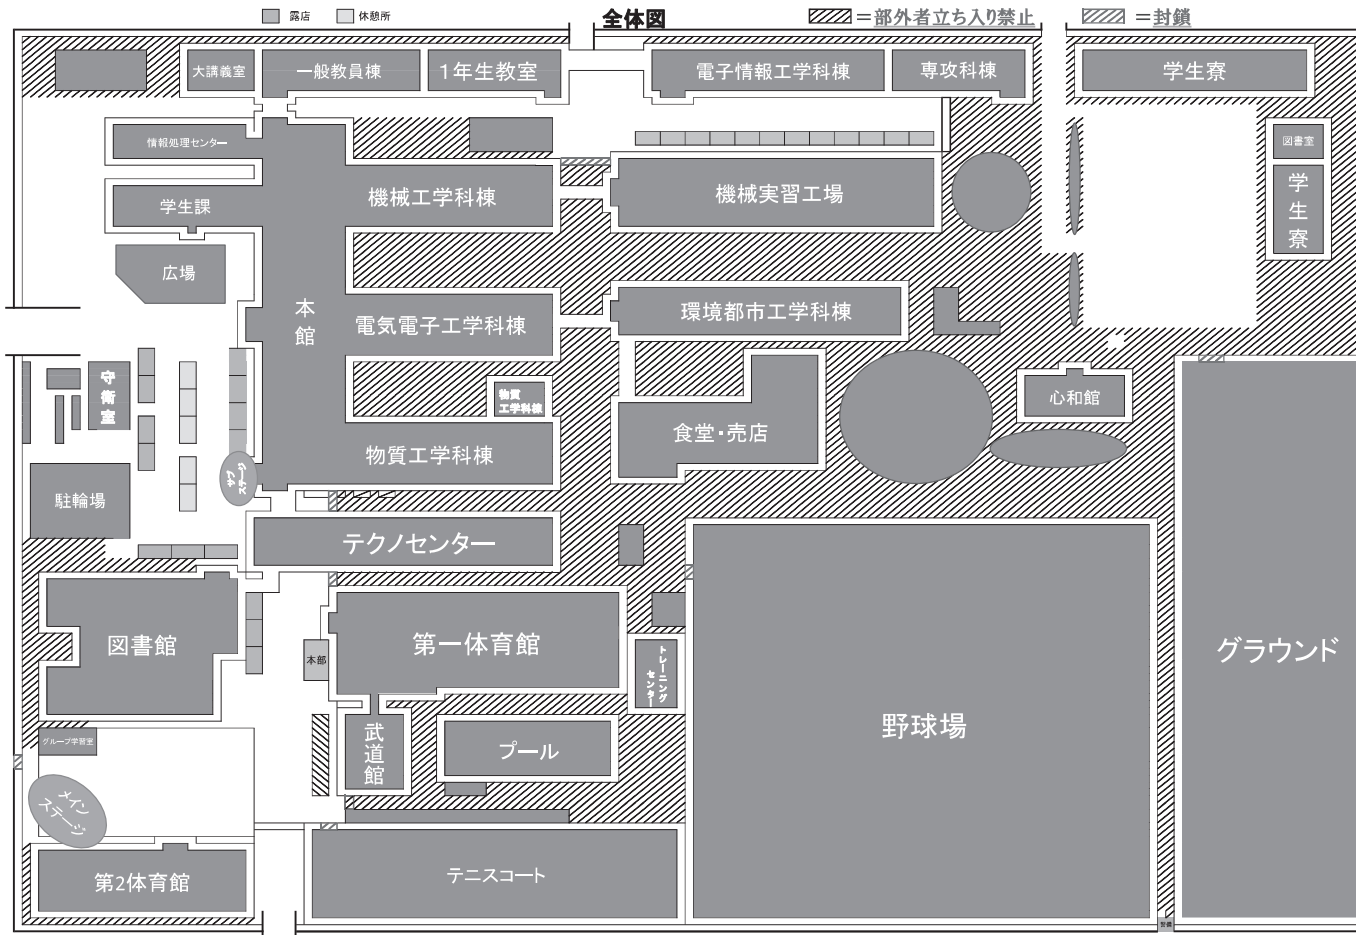 露店
休憩所
全体図
＝部外者立ち入り禁止
＝封鎖
大講義室
一般教員棟
1年生教室
電子情報工学科棟
専攻科棟
学生寮
情報処理センター
図書室
学生課
機械工学科棟
機械実習工場
学生寮
広場
本館
電気電子工学科棟
環境都市工学科棟
守衛室
物質
工学科棟
心和館
食堂・売店
物質工学科棟
サブ
ステージ
駐輪場
テクノセンター
図書館
第一体育館
本部
トレーニング
センター
グラウンド
野球場
武道館
プール
グループ学習室
メイン
ステージ
第2体育館
テニスコート